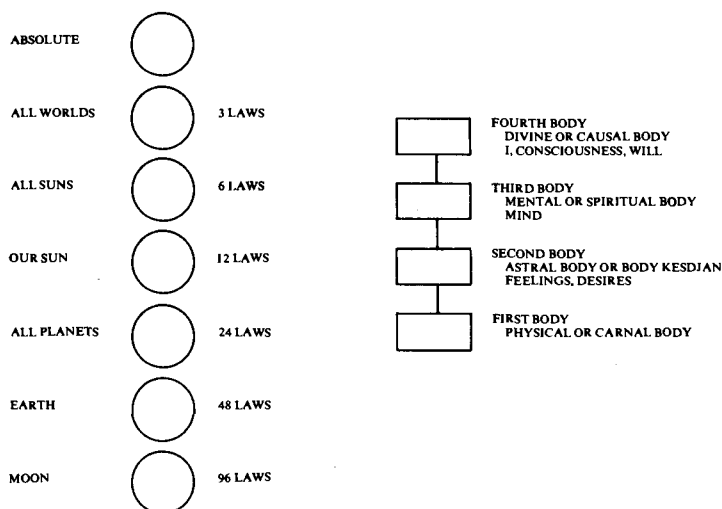 ABSOLUTE
ALL WORLDS 3 LAWS
ALL SUNS 6 LAWS
OUR SUN 12 LAWS
ALL PLANETS 24 LAWS
EARTH 48 LAWS
MOON 96 LAWS
FOURTH BODY
DIVINE OR CAUSAL BODY
I, CONSCIOUSNESS, WILL
THIRD BODY
MENTAL OR SPIRITUAL BODY
MIND
SECOND BODY
ASTRAL BODY OR BODY KESDJAN
FEELINGS, DESIRES
FIRST BODY
PHYSICAL OR CARNAL BODY